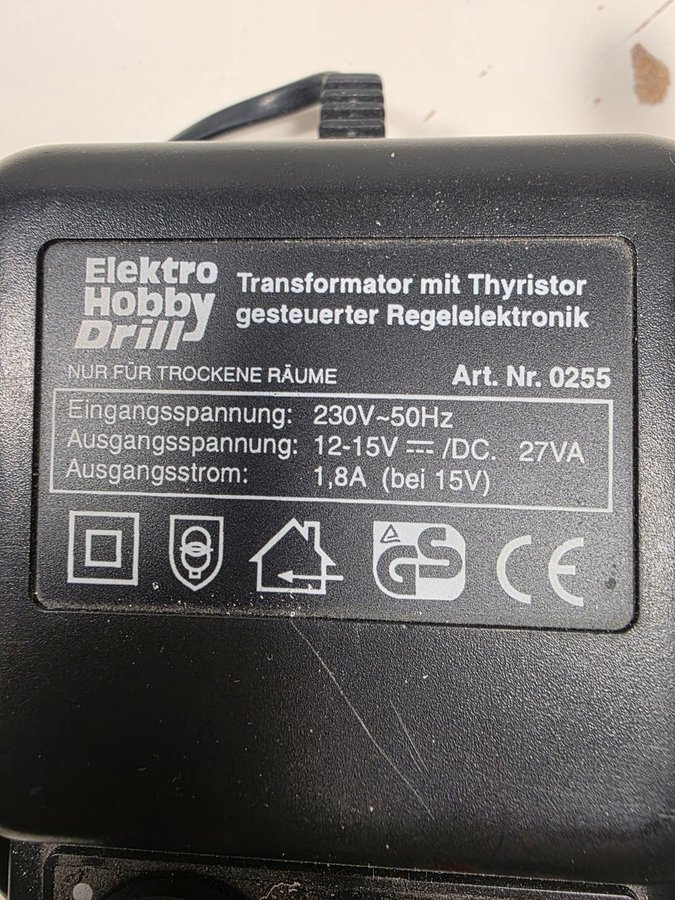 Elektro
Hobby
Drill
Transformator mit Thyristor
gesteuerter Regelelektronik
NUR FÜR TROCKENE RÄUME
Art. Nr. 0255
Eingangsspannung: 230V~50Hz
Ausgangsspannung: 12-15V ⎓ /DC. 27VA
Ausgangsstrom: 1,8A (bei 15V)
GS
CE